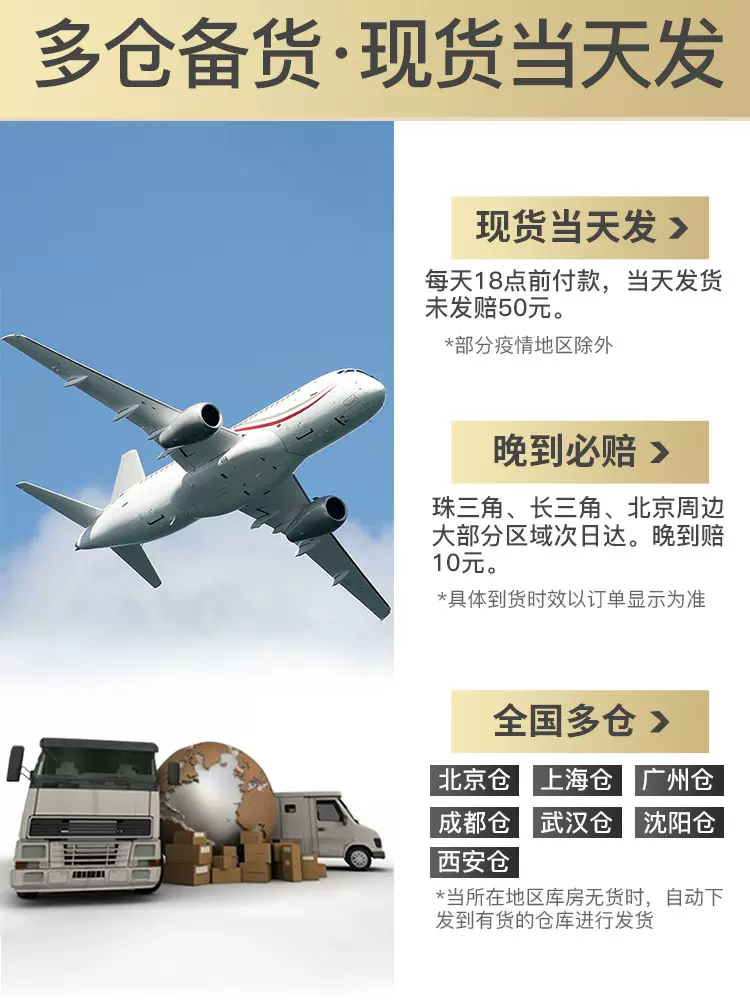 多仓备货·现货当天发
现货当天发
每天18点前付款，当天发货
未发赔50元。
*部分疫情地区除外
晚到必赔
珠三角、长三角、北京周边
大部分区域次日达。晚到赔
10元。
*具体到货时效以订单显示为准
全国多仓
北京仓 上海仓 广州仓
成都仓 武汉仓 沈阳仓
西安仓
*当所在地区库房无货时，自动下
发到有货的仓库进行发货